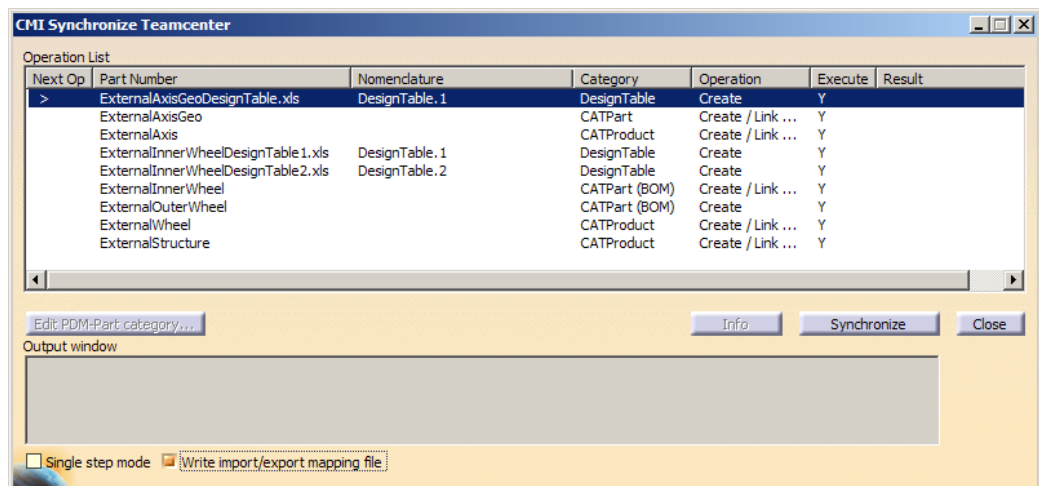 CMI Synchronize Teamcenter
Operation List
Next Op Part Number Nomenclature Category Operation Execute Result
> ExternalAxisGeoDesignTable.xls DesignTable.1 DesignTable Create Y
ExternalAxisGeo CATPart Create / Link ... Y
ExternalAxis CATProduct Create / Link ... Y
ExternalInnerWheelDesignTable1.xls DesignTable.1 DesignTable Create Y
ExternalInnerWheelDesignTable2.xls DesignTable.2 DesignTable Create Y
ExternalInnerWheel CATPart (BOM) Create / Link ... Y
ExternalOuterWheel CATPart (BOM) Create Y
ExternalWheel CATProduct Create / Link ... Y
ExternalStructure CATProduct Create / Link ... Y
Edit PDM-Part category... Info Synchronize Close
Output window
Single step mode Write import/export mapping file